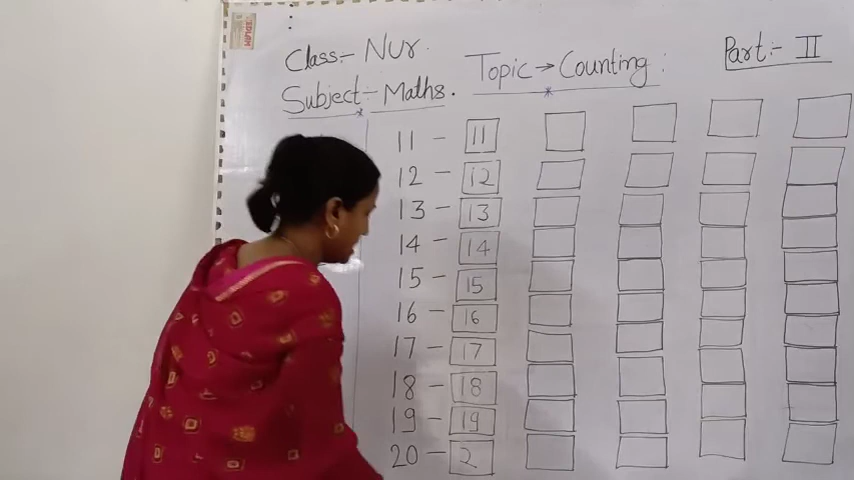 Class:- Nur.
Subject:- Maths.
Topic → Counting :
Part:- II
11 - 11
12 - 12
13 - 13
14 - 14
15 - 15
16 - 16
17 - 17
18 - 18
19 - 19
20 - 2